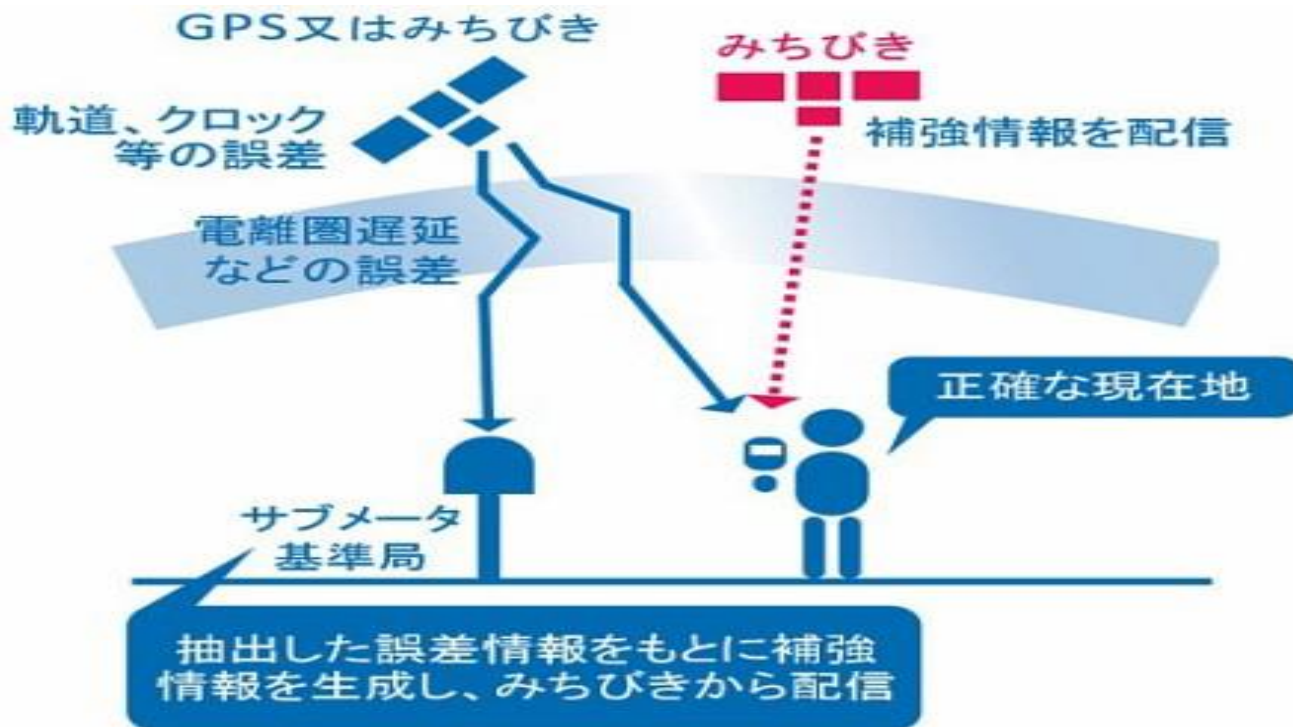 GPS又はみちびき
みちびき
軌道、クロック
等の誤差
補強情報を配信
電離圏遅延
などの誤差
正確な現在地
サブメータ
基準局
抽出した誤差情報をもとに補強
情報を生成し、みちびきから配信